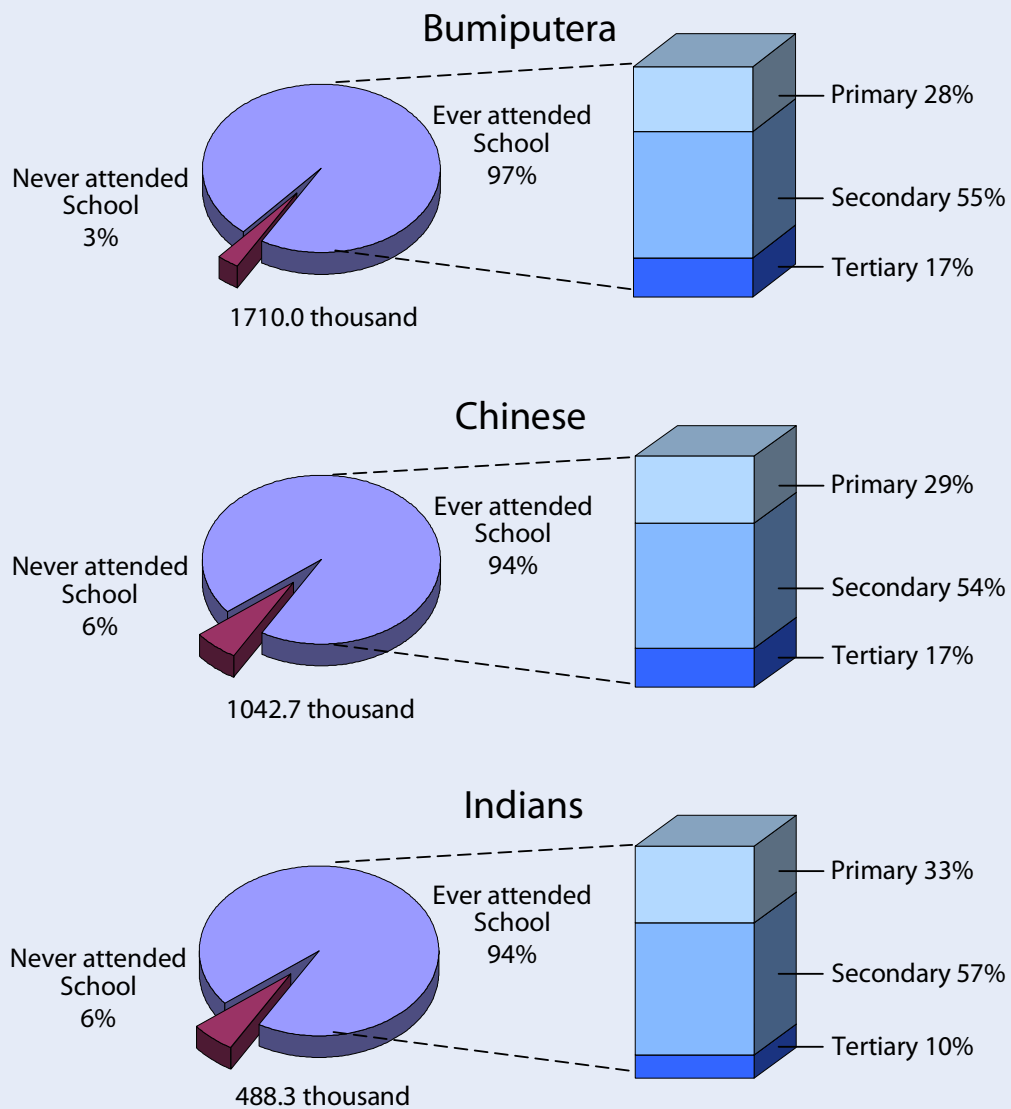 Bumiputera
Ever attended
School
97%
Never attended
School
3%
Primary 28%
Secondary 55%
Tertiary 17%
1710.0 thousand
Chinese
Ever attended
School
94%
Never attended
School
6%
Primary 29%
Secondary 54%
Tertiary 17%
1042.7 thousand
Indians
Ever attended
School
94%
Never attended
School
6%
Primary 33%
Secondary 57%
Tertiary 10%
488.3 thousand